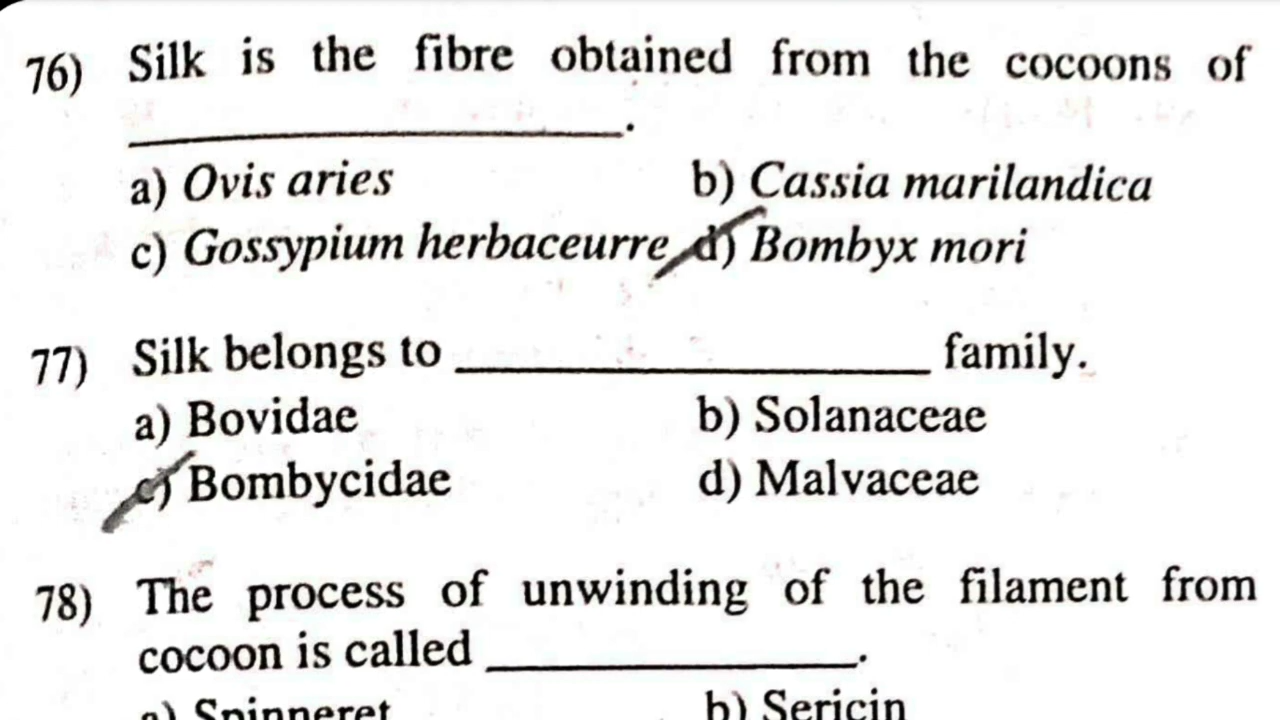 76) Silk is the fibre obtained from the cocoons of
____________________.
a) Ovis aries b) Cassia marilandica
c) Gossypium herbaceurre d) Bombyx mori
77) Silk belongs to ____________________ family.
a) Bovidae b) Solanaceae
c) Bombycidae d) Malvaceae
78) The process of unwinding of the filament from
cocoon is called ________________.
a) Spinneret b) Sericin